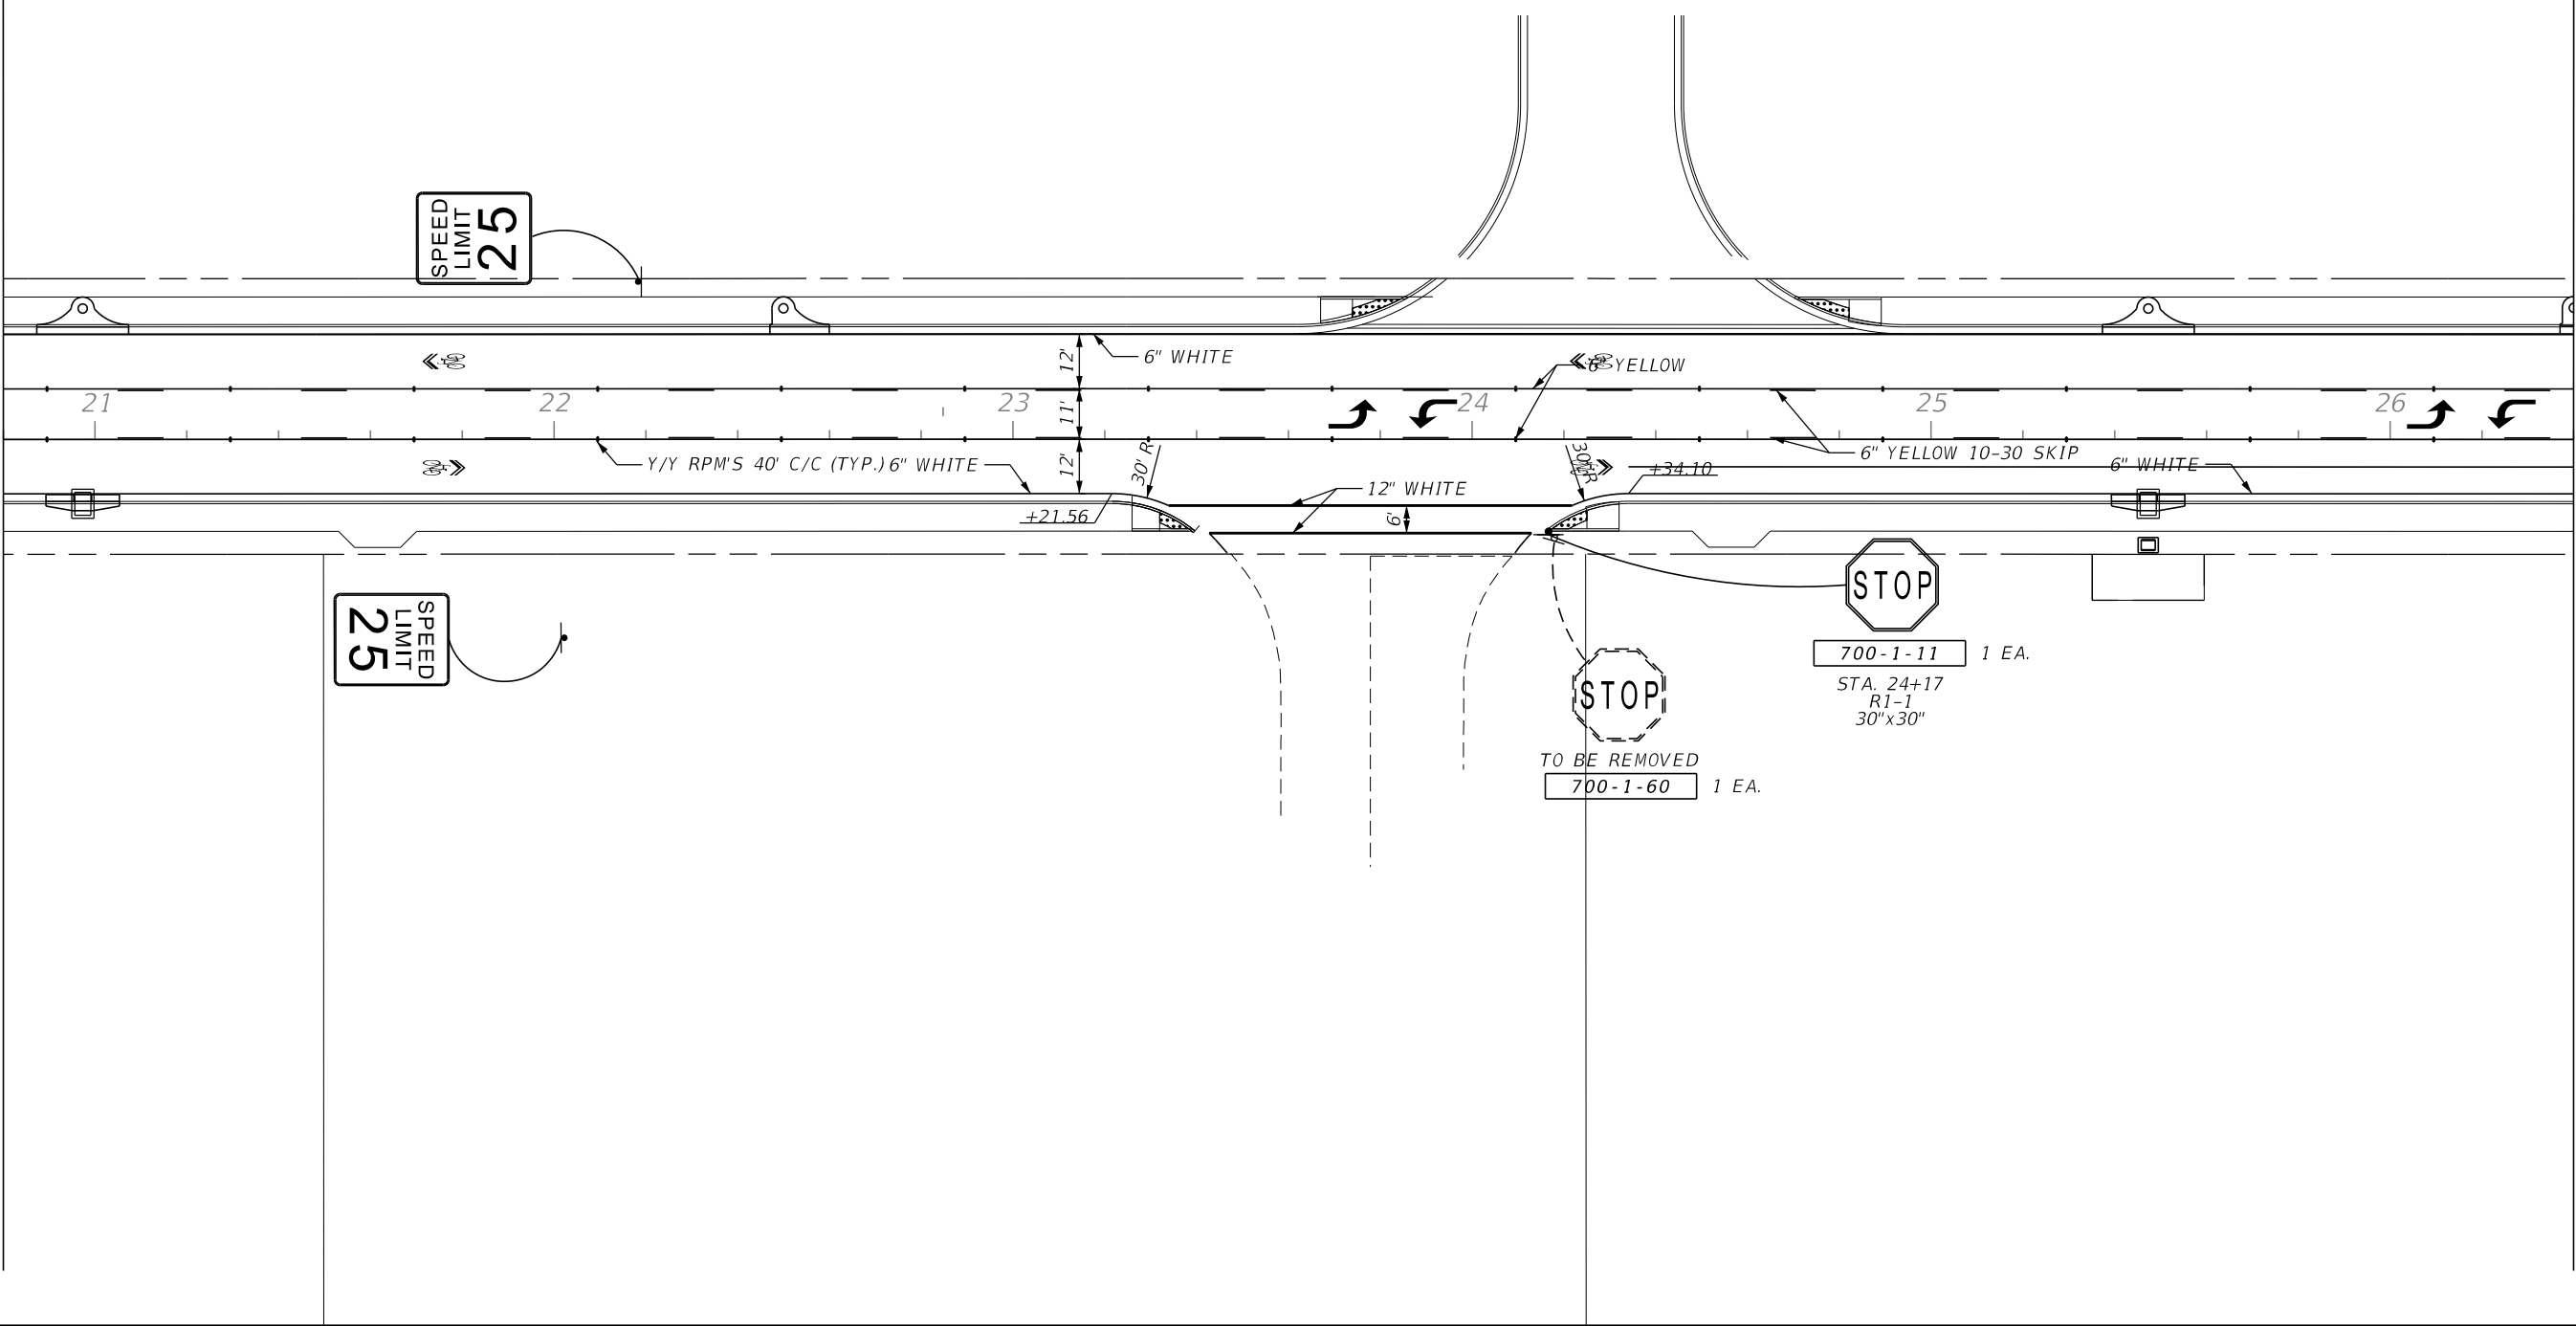 SPEED
LIMIT
25
6" WHITE
12'
6" YELLOW
21
22
23
11'
24
25
26
Y/Y RPM'S 40' C/C (TYP.)
6" WHITE
12'
30' R
30' R
+34.10
6" YELLOW 10-30 SKIP
6" WHITE
12" WHITE
+21.56
6'
SPEED
LIMIT
25
STOP
700-1-11 1 EA.
STA. 24+17
R1-1
30"x30"
STOP
TO BE REMOVED
700-1-60 1 EA.